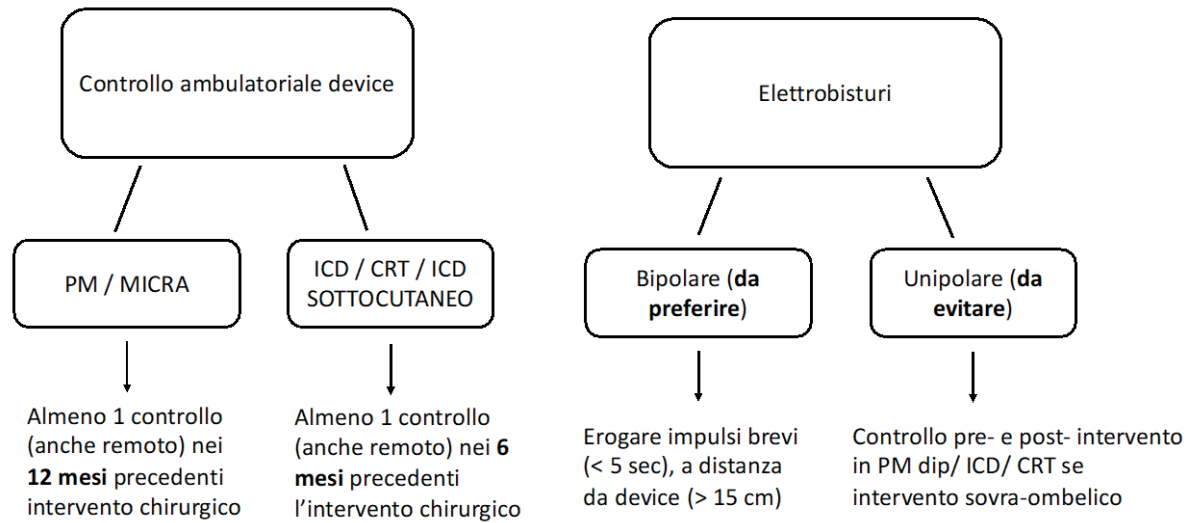 Controllo ambulatoriale device
PM / MICRA
ICD / CRT / ICD
SOTTOCUTANEO
Almeno 1 controllo
(anche remoto) nei
12 mesi precedenti
intervento chirurgico
Almeno 1 controllo
(anche remoto) nei 6
mesi precedenti
l’intervento chirurgico
Elettrobisturi
Bipolare (da
preferire)
Unipolare (da
evitare)
Erogare impulsi brevi
(< 5 sec), a distanza
da device (> 15 cm)
Controllo pre- e post- intervento
in PM dip/ ICD/ CRT se
intervento sovra-ombelico